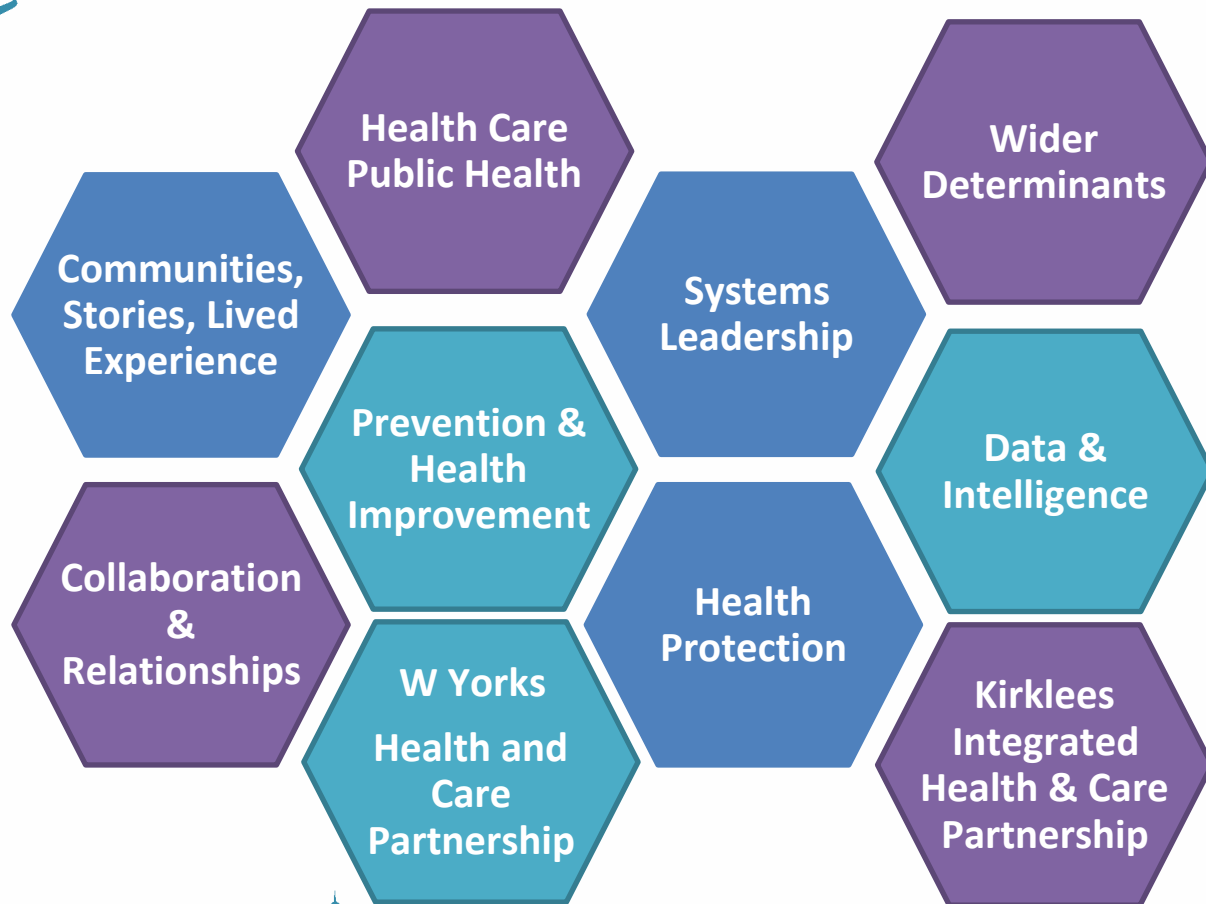 Health Care
Public Health
Wider
Determinants
Communities,
Stories, Lived
Experience
Systems
Leadership
Prevention &
Health
Improvement
Data &
Intelligence
Collaboration
&
Relationships
Health
Protection
W Yorks
Health and
Care
Partnership
Kirklees
Integrated
Health & Care
Partnership